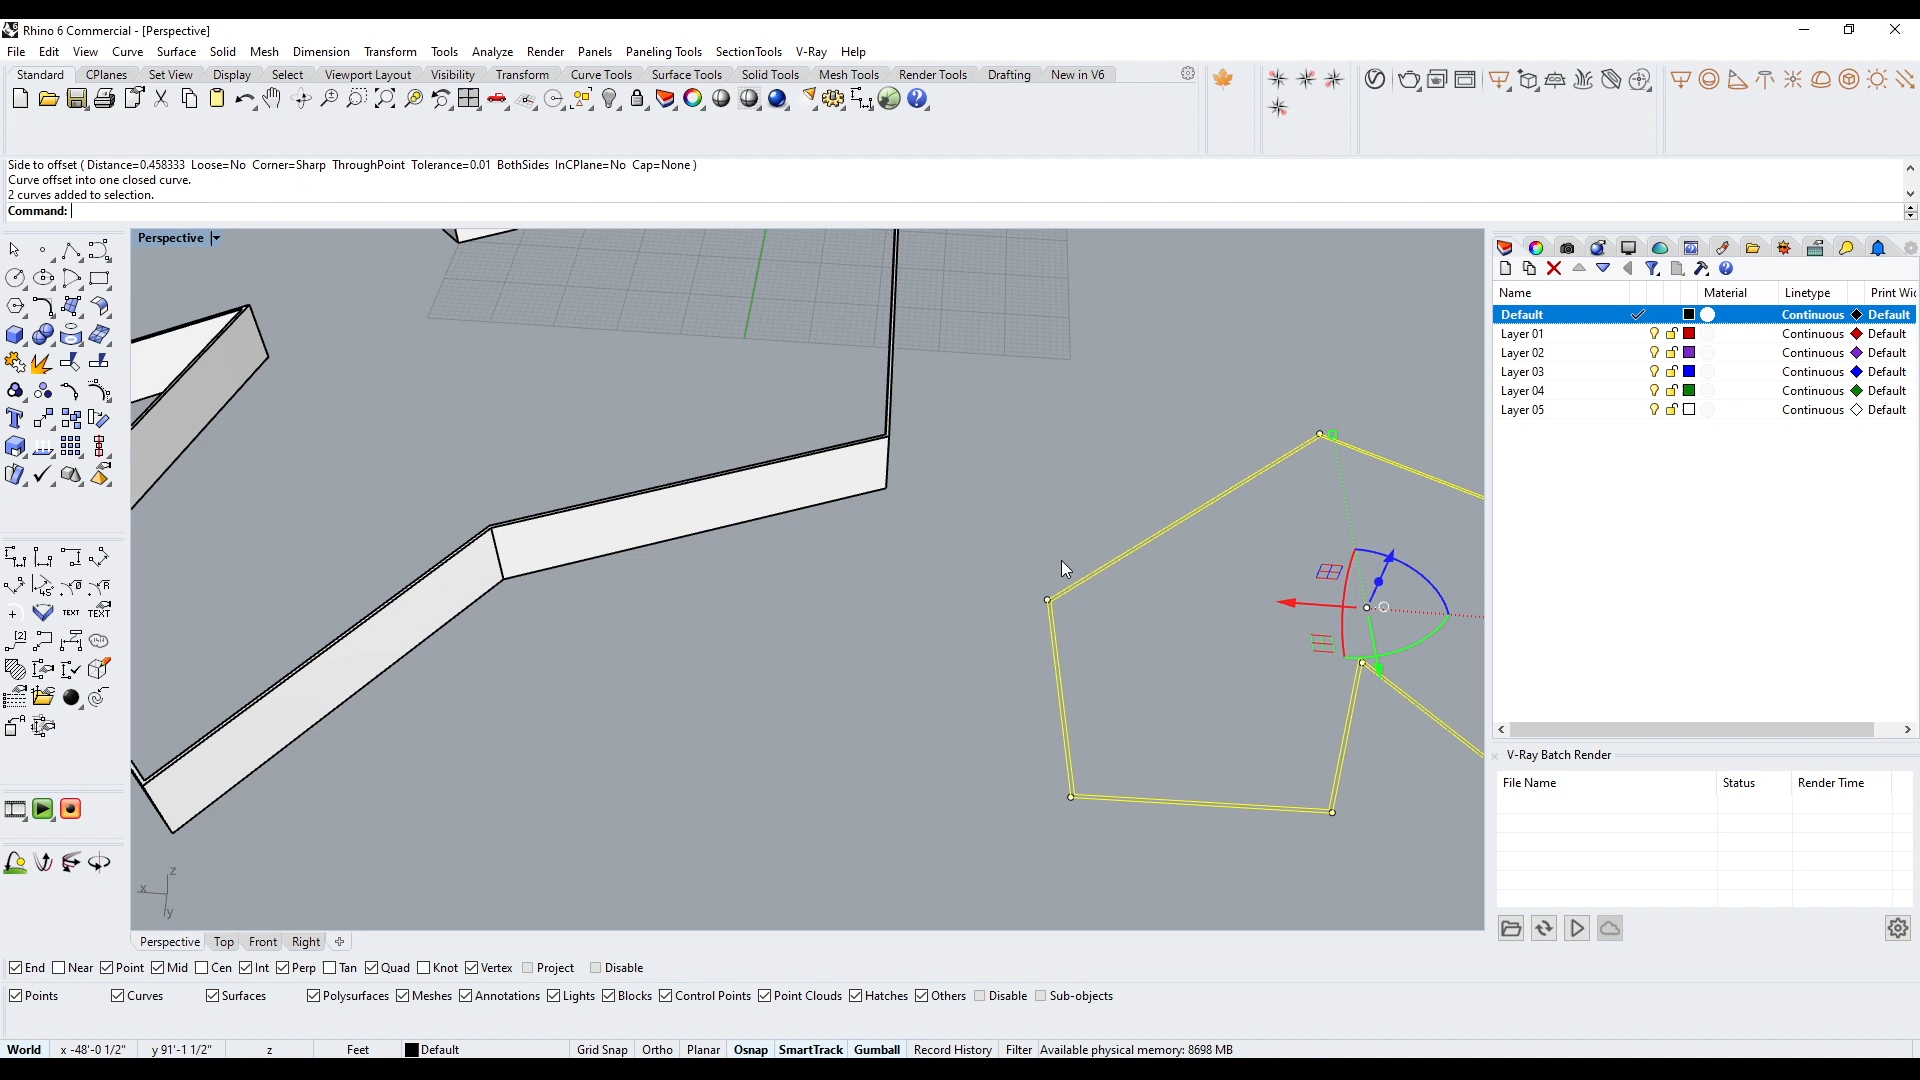 Rhino 6 Commercial - [Perspective]
File Edit View Curve Surface Solid Mesh Dimension Transform Tools Analyze Render Panels Paneling Tools SectionTools V-Ray Help
Standard CPlanes Set View Display Select Viewport Layout Visibility Transform Curve Tools Surface Tools Solid Tools Mesh Tools Render Tools Drafting New in V6
Side to offset ( Distance=0.458333 Loose=No Corner=Sharp ThroughPoint Tolerance=0.01 BothSides InCPlane=No Cap=None )
Curve offset into one closed curve.
2 curves added to selection.
Command:
Perspective
Name Material Linetype Print Wi
Default Continuous Default
Layer 01 Continuous Default
Layer 02 Continuous Default
Layer 03 Continuous Default
Layer 04 Continuous Default
Layer 05 Continuous Default
V-Ray Batch Render
File Name Status Render Time
TEXT TEXT
z
x
y
Perspective Top Front Right
End Near Point Mid Cen Int Perp Tan Quad Knot Vertex Project Disable
Points Curves Surfaces Polysurfaces Meshes Annotations Lights Blocks Control Points Point Clouds Hatches Others Disable Sub-objects
World x -48'-0 1/2" y 91'-1 1/2" z Feet Default Grid Snap Ortho Planar Osnap SmartTrack Gumball Record History Filter Available physical memory: 8698 MB